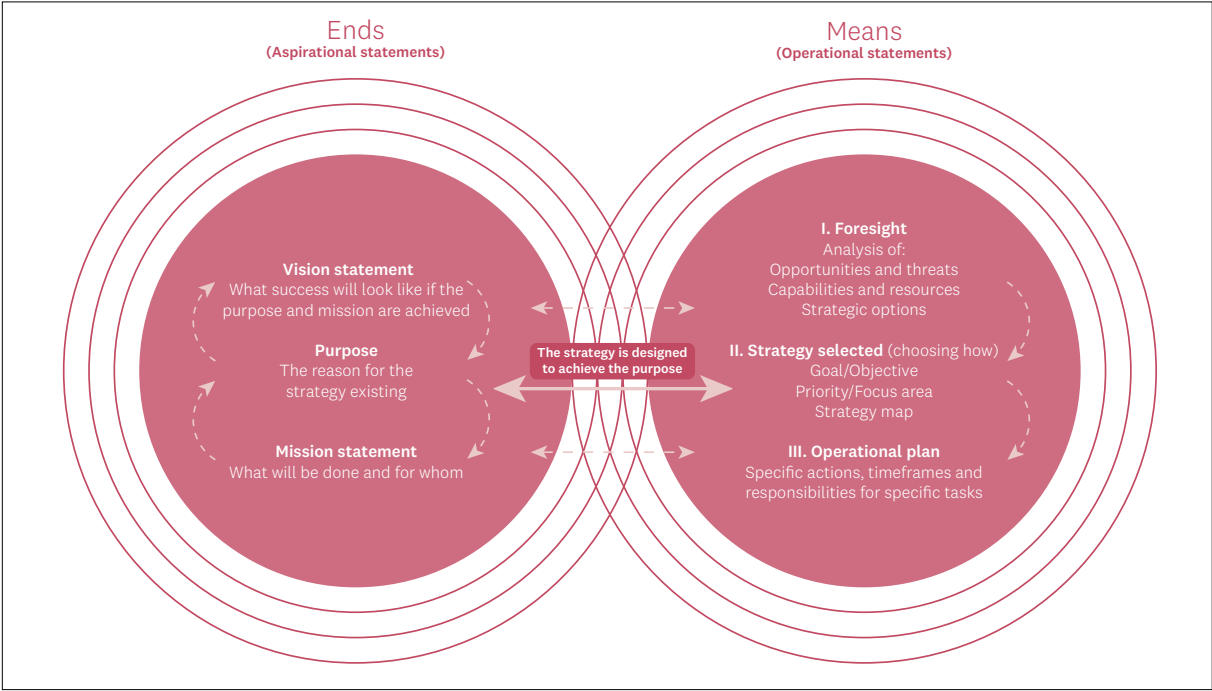 Ends
(Aspirational statements)
Means
(Operational statements)
Vision statement
What success will look like if the
purpose and mission are achieved
Purpose
The reason for the
strategy existing
Mission statement
What will be done and for whom
The strategy is designed
to achieve the purpose
I. Foresight
Analysis of:
Opportunities and threats
Capabilities and resources
Strategic options
II. Strategy selected (choosing how)
Goal/Objective
Priority/Focus area
Strategy map
III. Operational plan
Specific actions, timeframes and
responsibilities for specific tasks